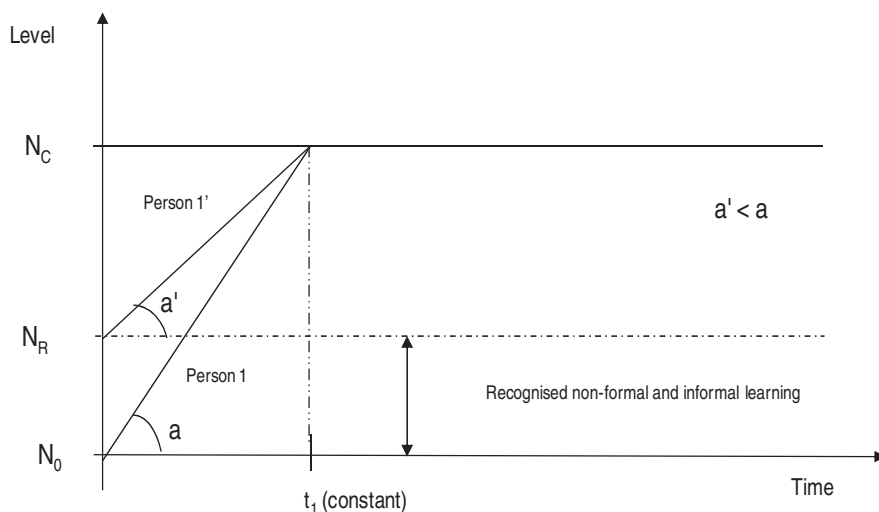 Level
N_C
Person 1’
a' < a
a'
N_R
Person 1
Recognised non-formal and informal learning
a
N_0
Time
t_1 (constant)